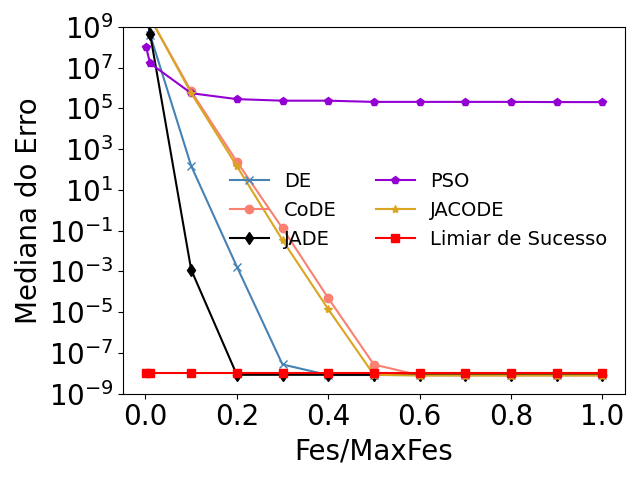 10^9
10^7
10^5
10^3
10^1
10^−1
10^−3
10^−5
10^−7
10^−9
Mediana do Erro
DE
CoDE
JADE
PSO
JACODE
Limiar de Sucesso
0.0 0.2 0.4 0.6 0.8 1.0
Fes/MaxFes